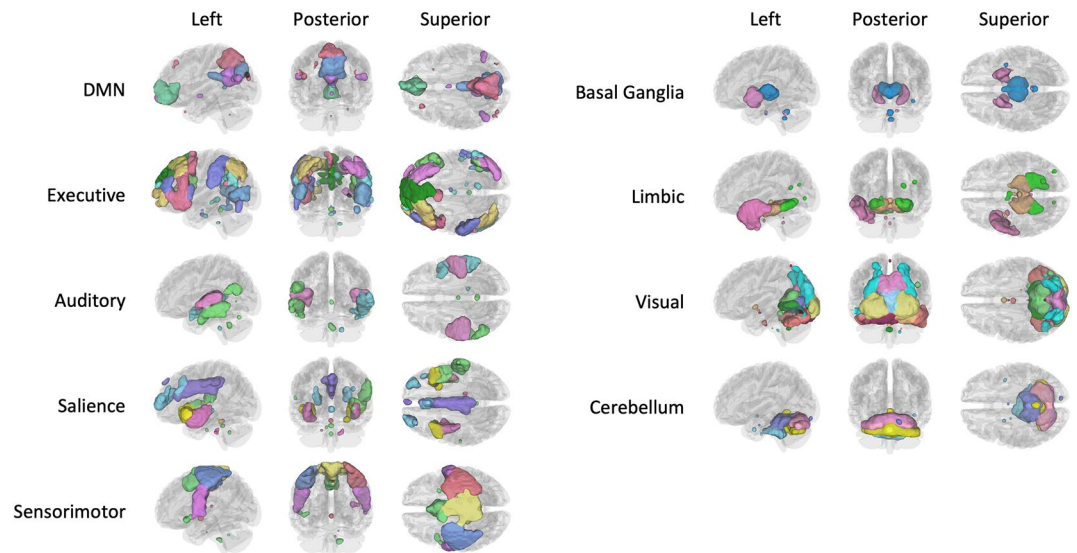 Left Posterior Superior
DMN
Executive
Auditory
Salience
Sensorimotor
Left Posterior Superior
Basal Ganglia
Limbic
Visual
Cerebellum